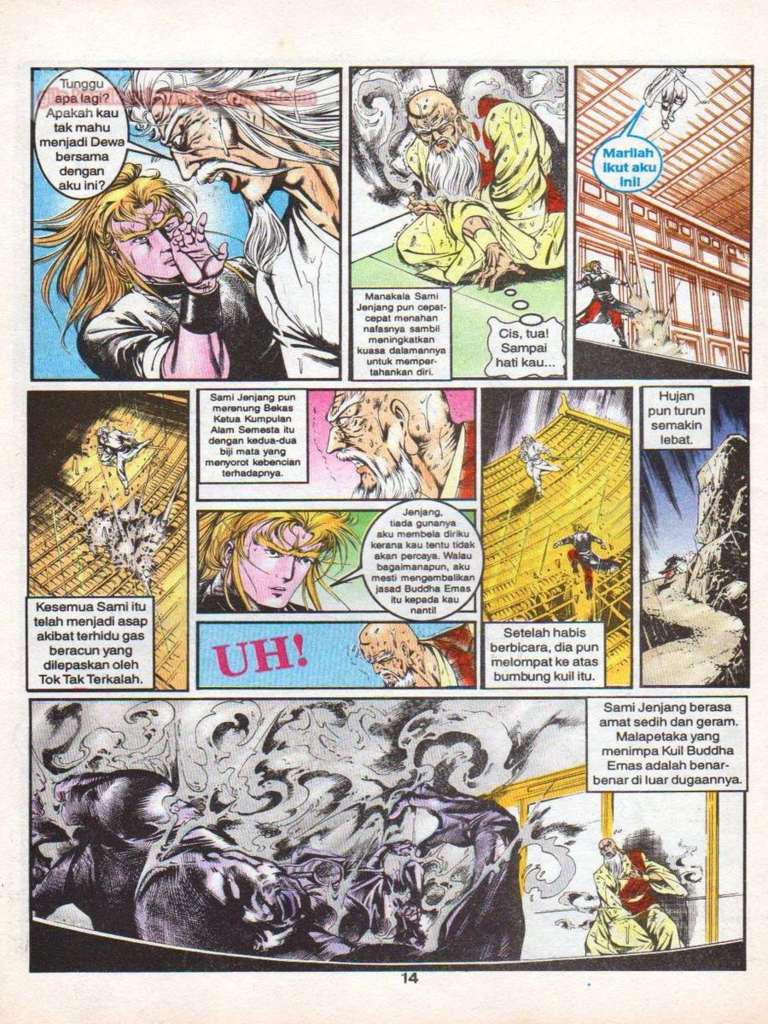 Tunggu
apa lagi?
Apakah kau
tak mahu
menjadi Dewa
bersama
dengan
aku ini?
Manakala Sami
Jenjang pun cepat-
cepat menahan
nafasnya sambil
meningkatkan
kuasa dalamannya
untuk memper-
tahankan diri.
Cis, tua!
Sampai
hati kau...
Marilah
ikut aku
ini!
Kesemua Sami itu
telah menjadi asap
akibat terhidu gas
beracun yang
dilepaskan oleh
Tok Tak Terkalah.
Sami Jenjang pun
merenung Bekas
Ketua Kumpulan
Alam Semesta itu
dengan kedua-dua
biji mata yang
menyorot kebencian
terhadapnya.
Jenjang,
tiada gunanya
aku membela diriku
kerana kau tentu tidak
akan percaya. Walau
bagaimanapun, aku
mesti mengembalikan
jasad Buddha Emas
itu kepada kau
nanti!
UH!
Setelah habis
berbicara, dia pun
melompat ke atas
bumbung kuil itu.
Hujan
pun turun
semakin
lebat.
Sami Jenjang berasa
amat sedih dan geram.
Malapetaka yang
menimpa Kuil Buddha
Emas adalah benar-
benar di luar dugaannya.
14